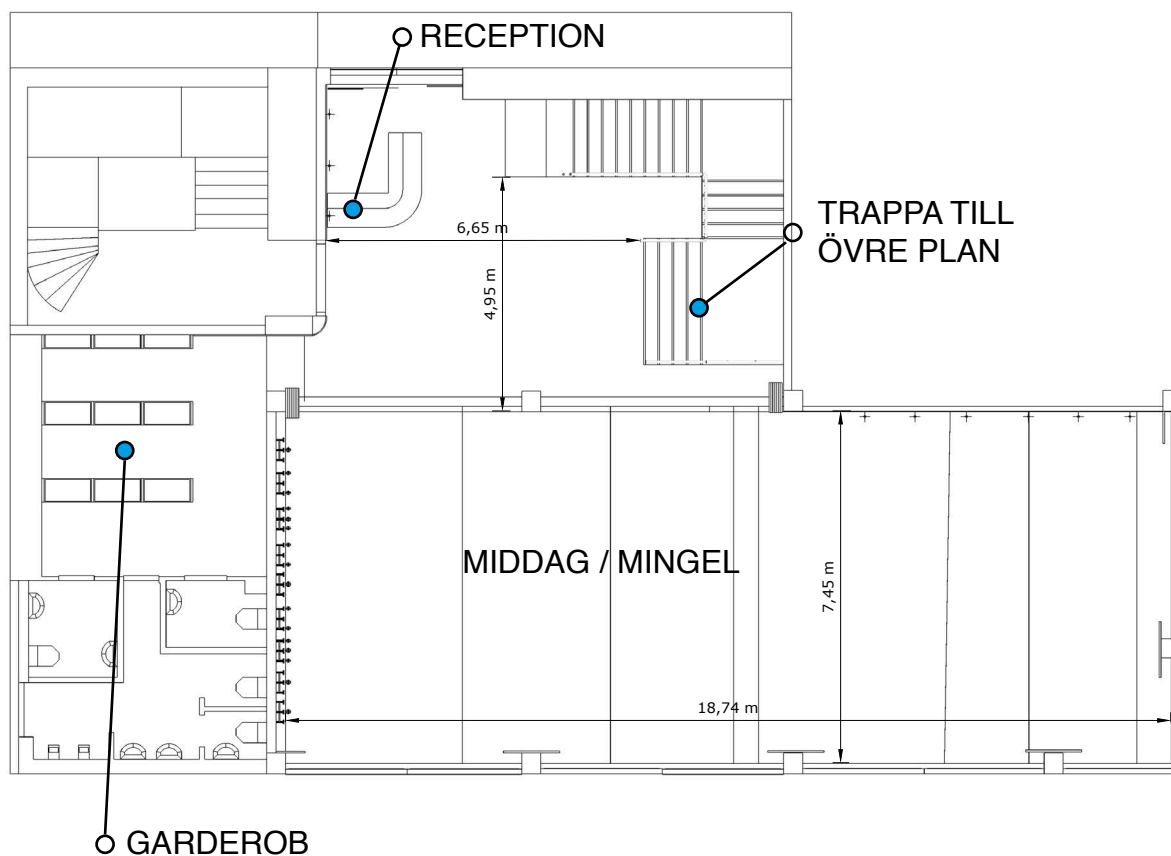 RECEPTION
TRAPPA TILL
ÖVRE PLAN
6,65 m
4,95 m
MIDDAG / MINGEL
7,45 m
18,74 m
GARDEROB